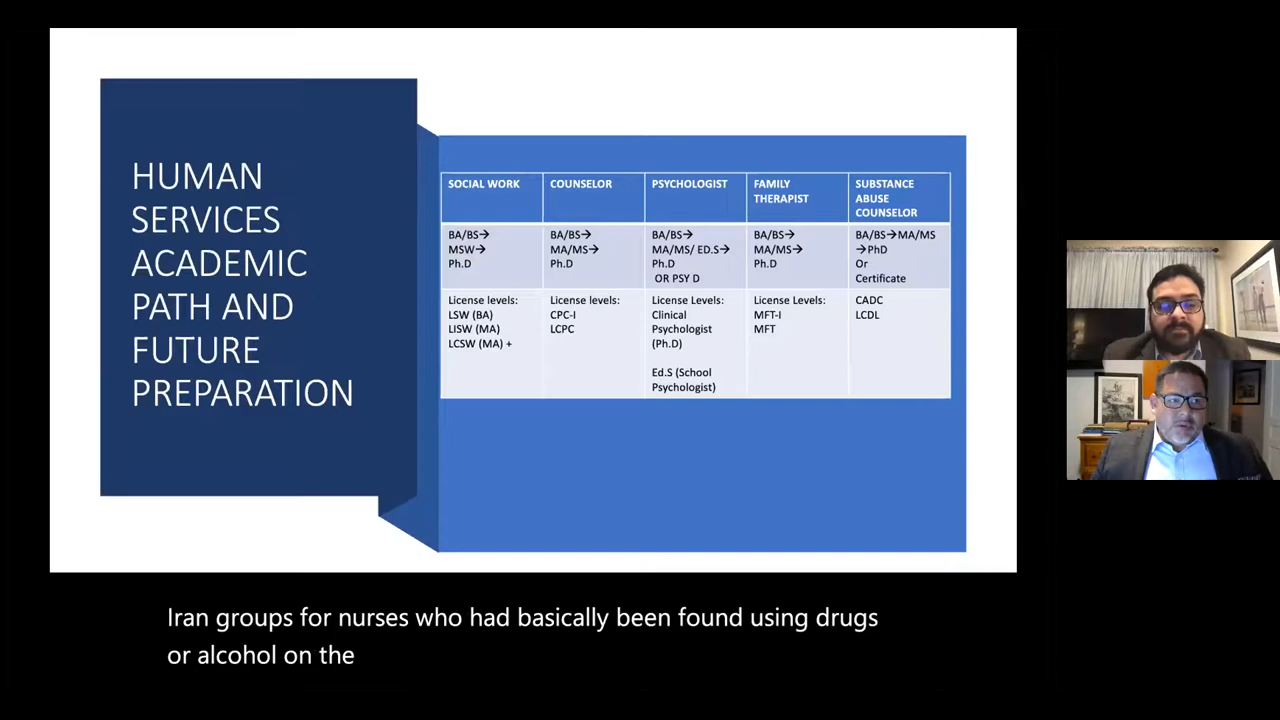 HUMAN
SERVICES
ACADEMIC
PATH AND
FUTURE
PREPARATION
SOCIAL WORK
COUNSELOR
PSYCHOLOGIST
FAMILY
THERAPIST
SUBSTANCE
ABUSE
COUNSELOR
BA/BS→
MSW→
Ph.D
BA/BS→
MA/MS→
Ph.D
BA/BS→
MA/MS/ ED.S→
Ph.D
OR PSY D
BA/BS→
MA/MS→
Ph.D
BA/BS→MA/MS
→PhD
Or
Certificate
License levels:
LSW (BA)
LISW (MA)
LCSW (MA) +
License levels:
CPC-I
LCPC
License Levels:
Clinical
Psychologist
(Ph.D)
Ed.S (School
Psychologist)
License Levels:
MFT-I
MFT
CADC
LCDL
Iran groups for nurses who had basically been found using drugs
or alcohol on the